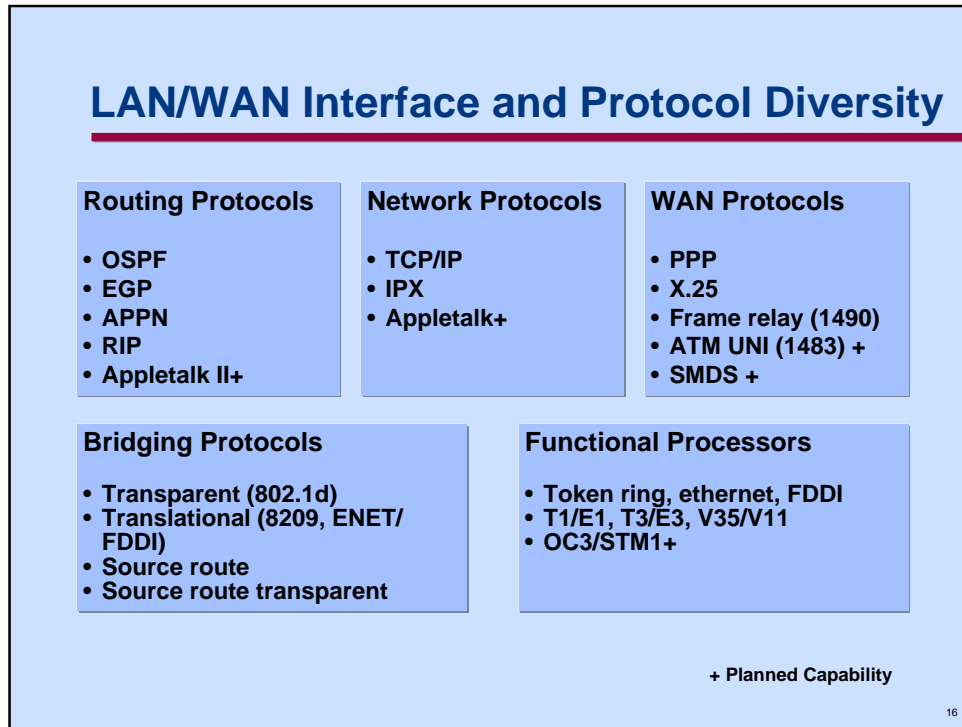 LAN/WAN Interface and Protocol Diversity
Routing Protocols
• OSPF
• EGP
• APPN
• RIP
• Appletalk II+
Network Protocols
• TCP/IP
• IPX
• Appletalk+
WAN Protocols
• PPP
• X.25
• Frame relay (1490)
• ATM UNI (1483) +
• SMDS +
Bridging Protocols
• Transparent (802.1d)
• Translational (8209, ENET/
FDDI)
• Source route
• Source route transparent
Functional Processors
• Token ring, ethernet, FDDI
• T1/E1, T3/E3, V35/V11
• OC3/STM1+
+ Planned Capability
16